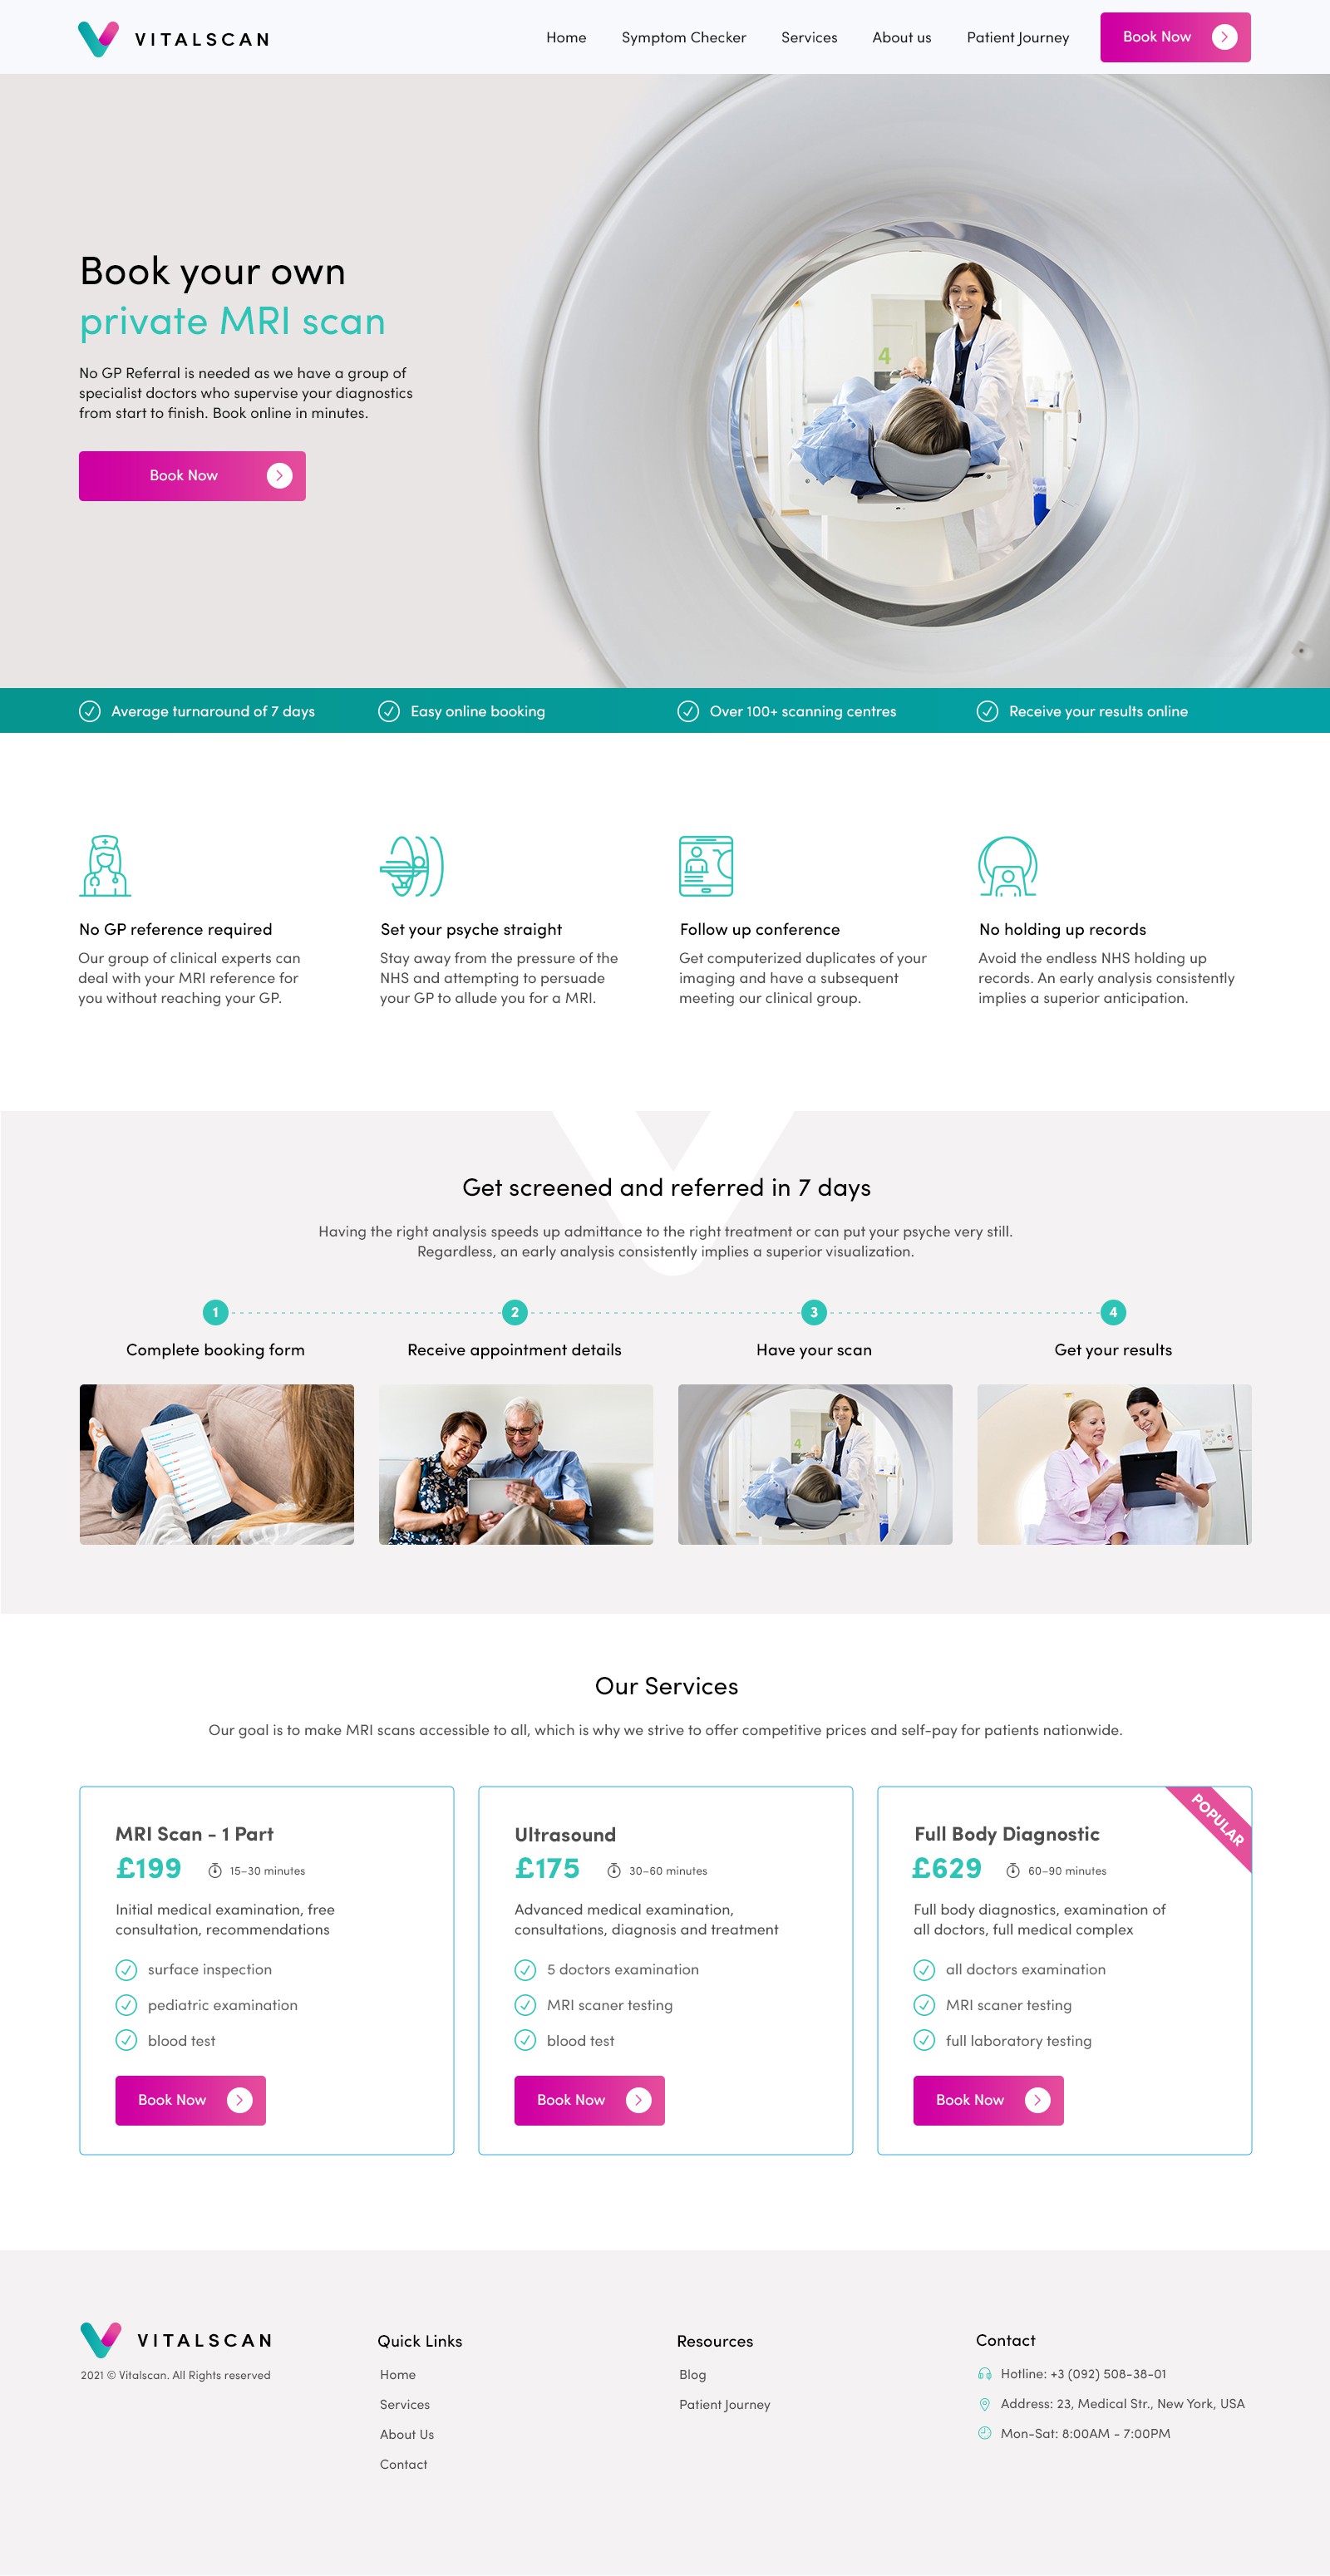 VITALSCAN
Home
Symptom Checker
Services
About us
Patient Journey
Book Now
Book your own
private MRI scan
No GP Referral is needed as we have a group of
specialist doctors who supervise your diagnostics
from start to finish. Book online in minutes.
Book Now
4
Average turnaround of 7 days
Easy online booking
Over 100+ scanning centres
Receive your results online
No GP reference required
Our group of clinical experts can
deal with your MRI reference for
you without reaching your GP.
Set your psyche straight
Stay away from the pressure of the
NHS and attempting to persuade
your GP to allude you for a MRI.
Follow up conference
Get computerized duplicates of your
imaging and have a subsequent
meeting our clinical group.
No holding up records
Avoid the endless NHS holding up
records. An early analysis consistently
implies a superior anticipation.
Get screened and referred in 7 days
Having the right analysis speeds up admittance to the right treatment or can put your psyche very still.
Regardless, an early analysis consistently implies a superior visualization.
1
2
3
4
Complete booking form
Receive appointment details
Have your scan
Get your results
4
Our Services
Our goal is to make MRI scans accessible to all, which is why we strive to offer competitive prices and self-pay for patients nationwide.
MRI Scan - 1 Part
£199
15–30 minutes
Initial medical examination, free
consultation, recommendations
surface inspection
pediatric examination
blood test
Book Now
Ultrasound
£175
30–60 minutes
Advanced medical examination,
consultations, diagnosis and treatment
5 doctors examination
MRI scaner testing
blood test
Book Now
POPULAR
Full Body Diagnostic
£629
60–90 minutes
Full body diagnostics, examination of
all doctors, full medical complex
all doctors examination
MRI scaner testing
full laboratory testing
Book Now
VITALSCAN
2021 © Vitalscan. All Rights reserved
Quick Links
Home
Services
About Us
Contact
Resources
Blog
Patient Journey
Contact
Hotline: +3 (092) 508-38-01
Address: 23, Medical Str., New York, USA
Mon-Sat: 8:00AM - 7:00PM